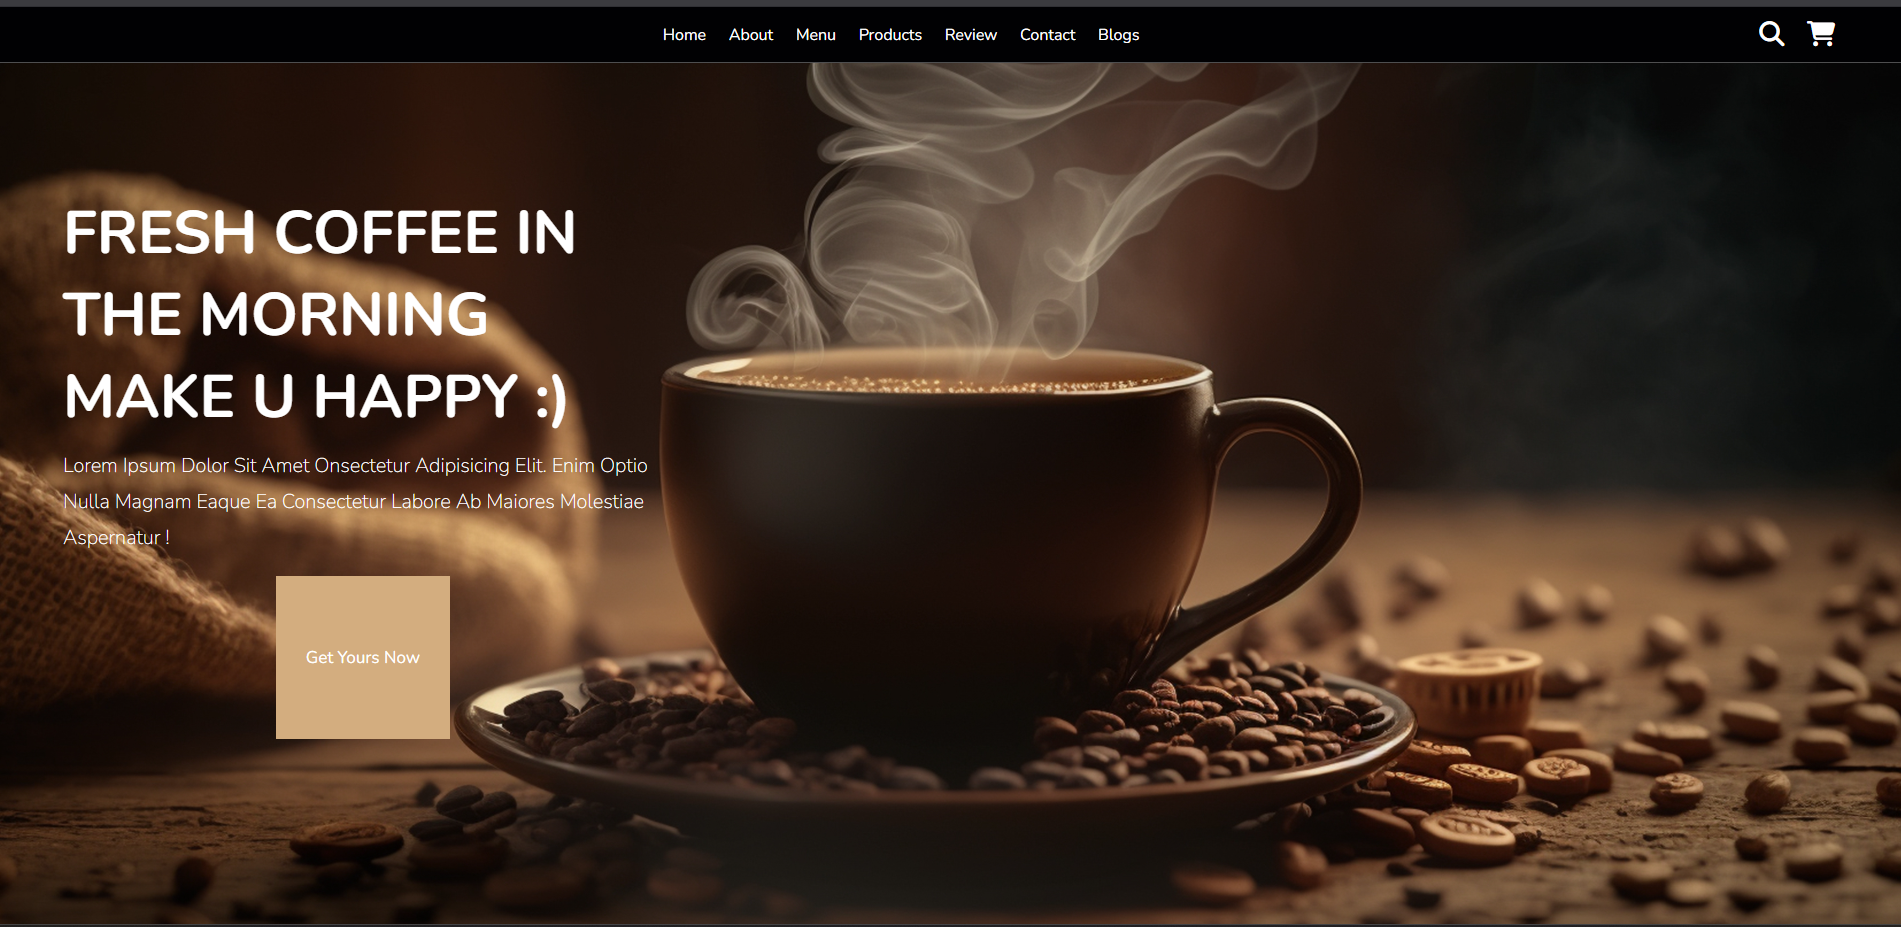 Home About Menu Products Review Contact Blogs
FRESH COFFEE IN
THE MORNING
MAKE U HAPPY :)
Lorem Ipsum Dolor Sit Amet Onsectetur Adipisicing Elit. Enim Optio
Nulla Magnam Eaque Ea Consectetur Labore Ab Maiores Molestiae
Aspernatur !
Get Yours Now